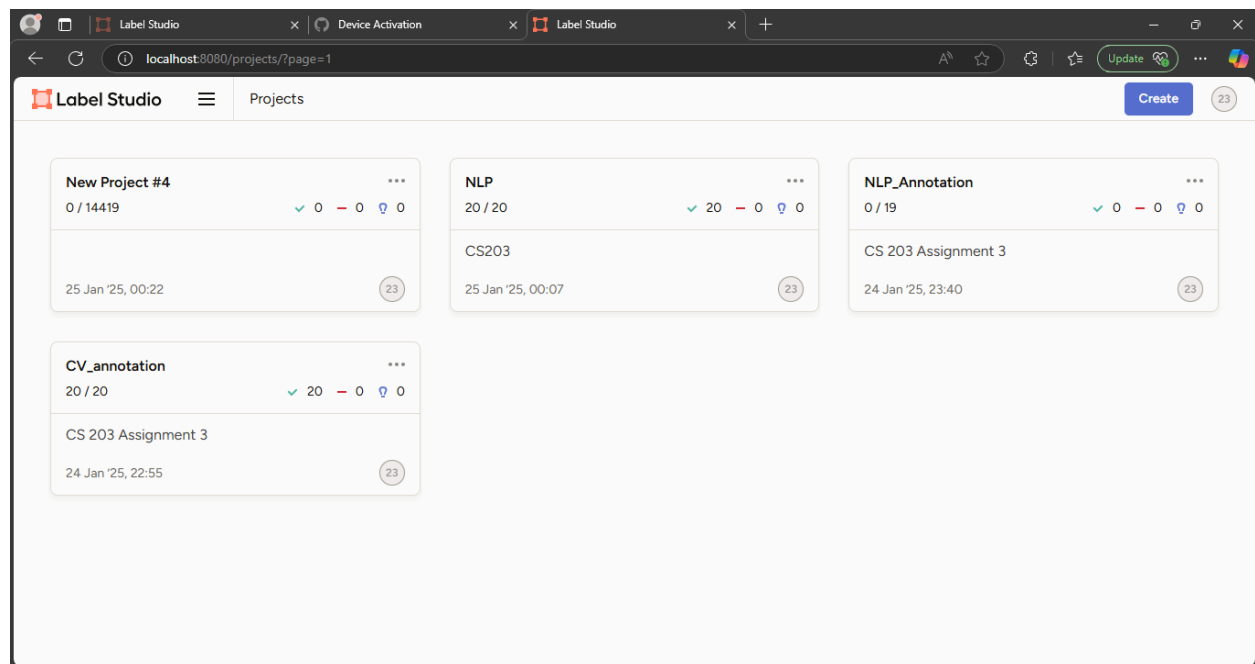 Label Studio
Device Activation
Label Studio
localhost:8080/projects/?page=1
Update
Label Studio
Projects
Create
23
New Project #4
0 / 14419
0
0
0
25 Jan ’25, 00:22
23
NLP
20 / 20
20
0
0
CS203
25 Jan ’25, 00:07
23
NLP_Annotation
0 / 19
0
0
0
CS 203 Assignment 3
24 Jan ’25, 23:40
23
CV_annotation
20 / 20
20
0
0
CS 203 Assignment 3
24 Jan ’25, 22:55
23